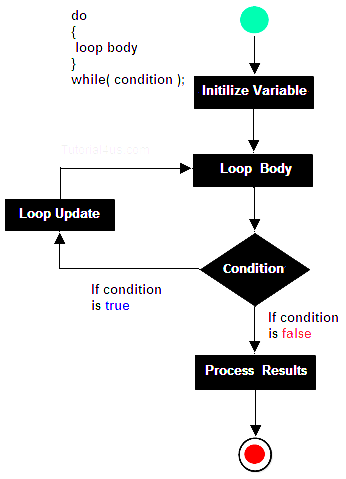 do
{
loop body
}
while( condition );
Initilize Variable
Tutorial4us.com
Loop Body
Loop Update
Condition
If condition
is true
If condition
is false
Process Results